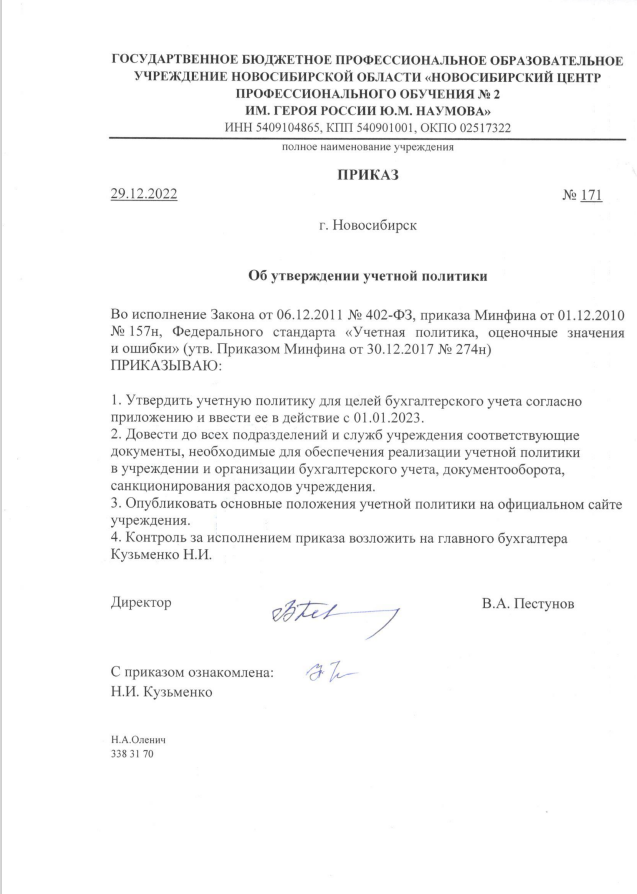 ГОСУДАРТВЕННОЕ БЮДЖЕТНОЕ ПРОФЕССИОНАЛЬНОЕ ОБРАЗОВАТЕЛЬНОЕ
УЧРЕЖДЕНИЕ НОВОСИБИРСКОЙ ОБЛАСТИ «НОВОСИБИРСКИЙ ЦЕНТР
ПРОФЕССИОНАЛЬНОГО ОБУЧЕНИЯ № 2
ИМ. ГЕРОЯ РОССИИ Ю.М. НАУМОВА»
ИНН 5409104865, КПП 540901001, ОКПО 02517322
полное наименование учреждения
ПРИКАЗ
29.12.2022 № 171
г. Новосибирск
Об утверждении учетной политики
Во исполнение Закона от 06.12.2011 № 402-ФЗ, приказа Минфина от 01.12.2010
№ 157н, Федерального стандарта «Учетная политика, оценочные значения
и ошибки» (утв. Приказом Минфина от 30.12.2017 № 274н)
ПРИКАЗЫВАЮ:
1. Утвердить учетную политику для целей бухгалтерского учета согласно
приложению и ввести ее в действие с 01.01.2023.
2. Довести до всех подразделений и служб учреждения соответствующие
документы, необходимые для обеспечения реализации учетной политики
в учреждении и организации бухгалтерского учета, документооборота,
санкционирования расходов учреждения.
3. Опубликовать основные положения учетной политики на официальном сайте
учреждения.
4. Контроль за исполнением приказа возложить на главного бухгалтера
Кузьменко Н.И.
Директор В.А. Пестунов
С приказом ознакомлена:
Н.И. Кузьменко
Н.А.Оленич
338 31 70